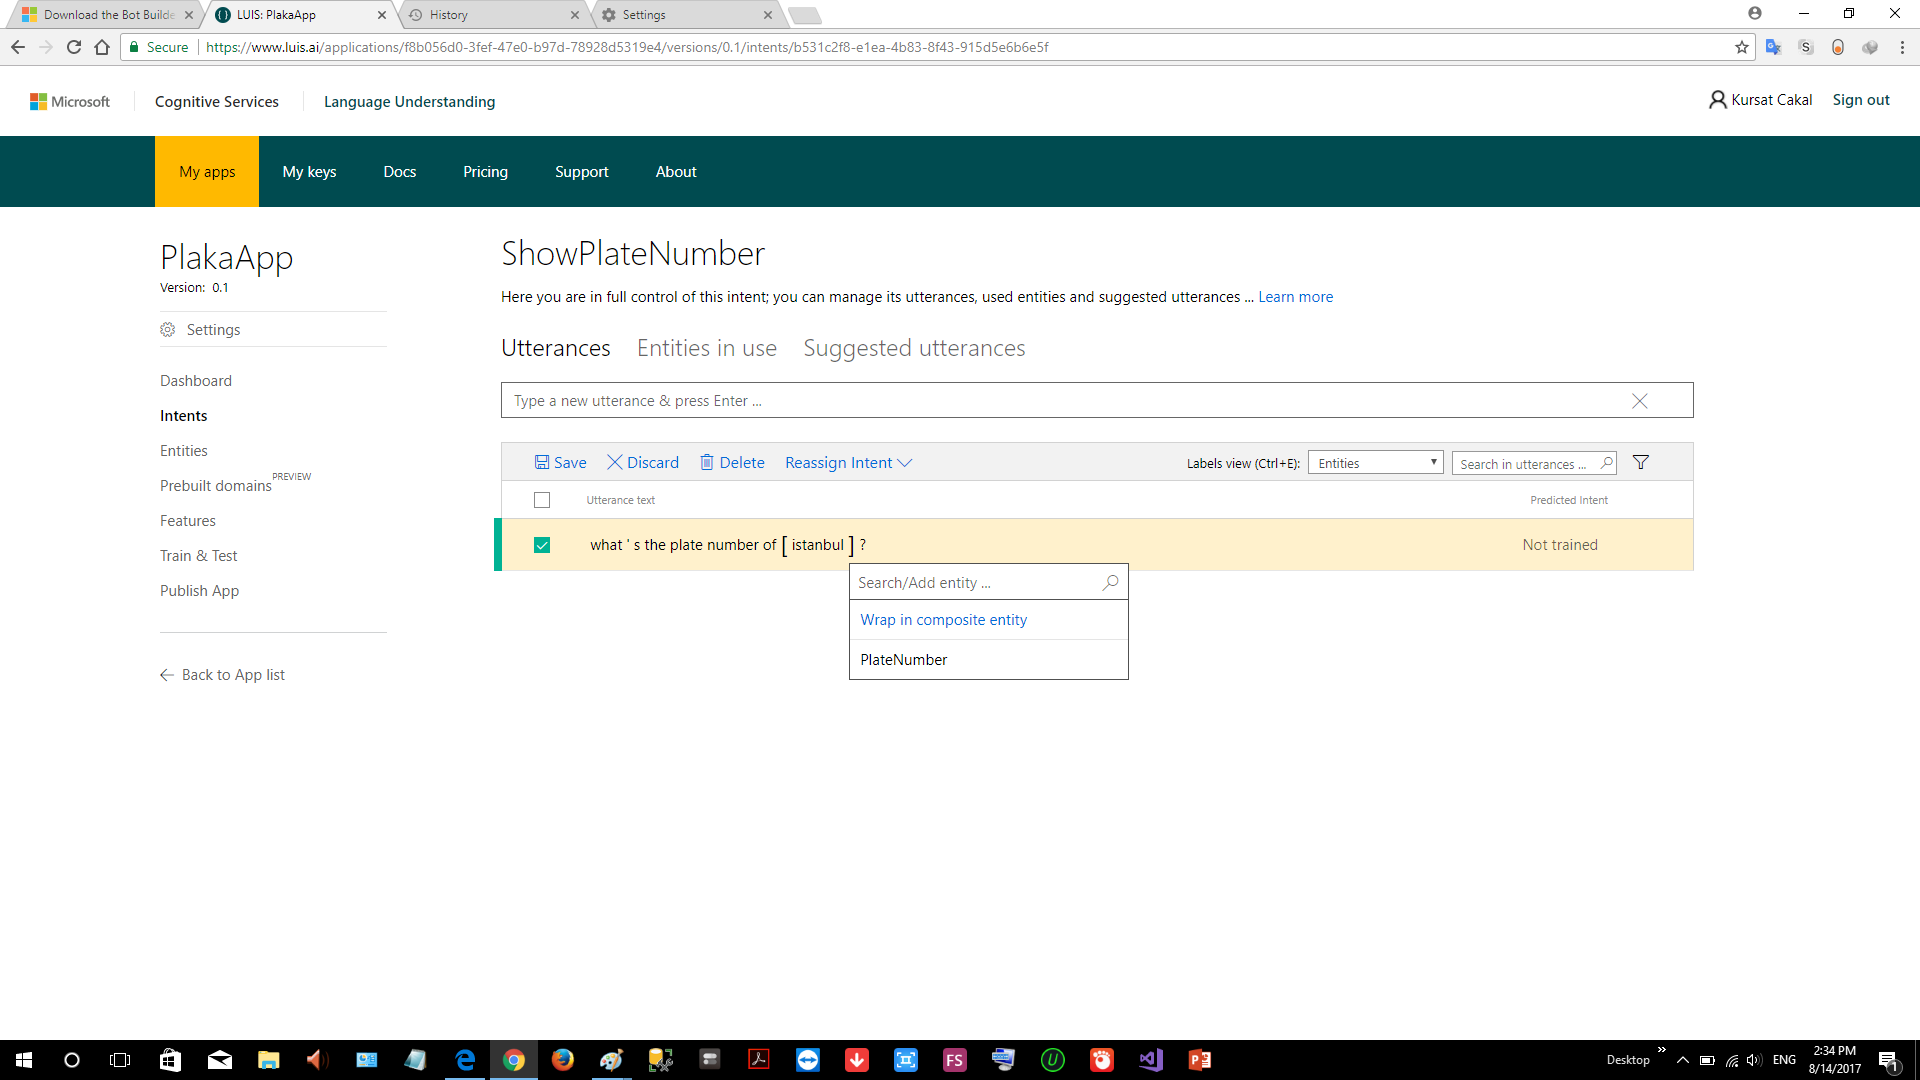 Download the Bot Builde
LUIS: PlakaApp
History
Settings
Secure
https://www.luis.ai/applications/f8b056d0-3fef-47e0-b97d-78928d5319e4/versions/0.1/intents/b531c2f8-e1ea-4b83-8f43-915d5e6b6e5f
Microsoft
Cognitive Services
Language Understanding
Kursat Cakal
Sign out
My apps
My keys
Docs
Pricing
Support
About
PlakaApp
Version: 0.1
Settings
Dashboard
Intents
Entities
Prebuilt domains PREVIEW
Features
Train & Test
Publish App
Back to App list
ShowPlateNumber
Here you are in full control of this intent; you can manage its utterances, used entities and suggested utterances ... Learn more
Utterances
Entities in use
Suggested utterances
Type a new utterance & press Enter ...
Save
Discard
Delete
Reassign Intent
Labels view (Ctrl+E):
Entities
Search in utterances ...
Utterance text
Predicted Intent
what ' s the plate number of [ istanbul ] ?
Not trained
Search/Add entity ...
Wrap in composite entity
PlateNumber
Desktop
ENG
2:34 PM
8/14/2017
1
FS